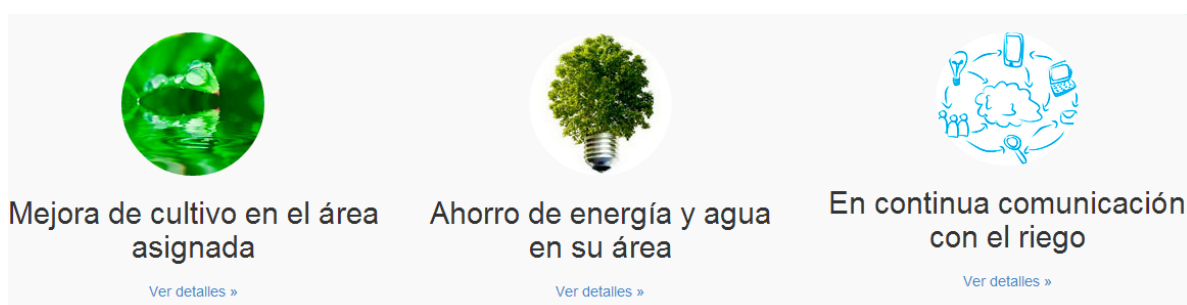 Mejora de cultivo en el área
asignada
Ver detalles »
Ahorro de energía y agua
en su área
Ver detalles »
En continua comunicación
con el riego
Ver detalles »